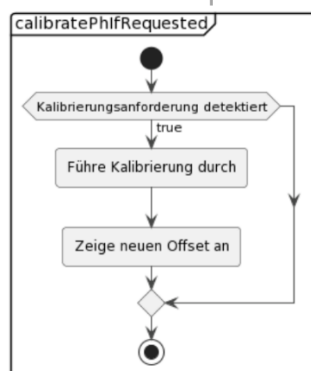 calibratePhIfRequested
Kalibrierungsanforderung detektiert
true
Führe Kalibrierung durch
Zeige neuen Offset an